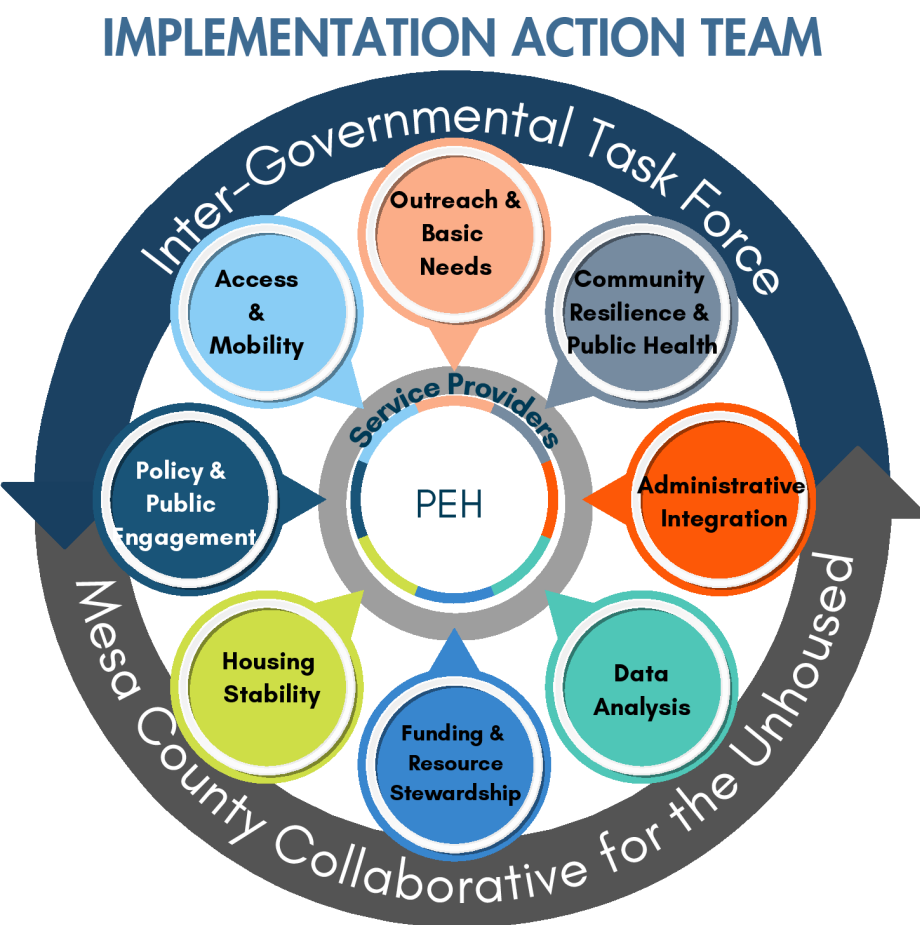 IMPLEMENTATION ACTION TEAM
Inter-Governmental Task Force
Outreach &
Basic
Needs
Community
Resilience &
Public Health
Administrative
Integration
Data
Analysis
Funding &
Resource
Stewardship
Housing
Stability
Policy &
Public
Engagement
Access
&
Mobility
Service Providers
PEH
Mesa County Collaborative for the Unhoused